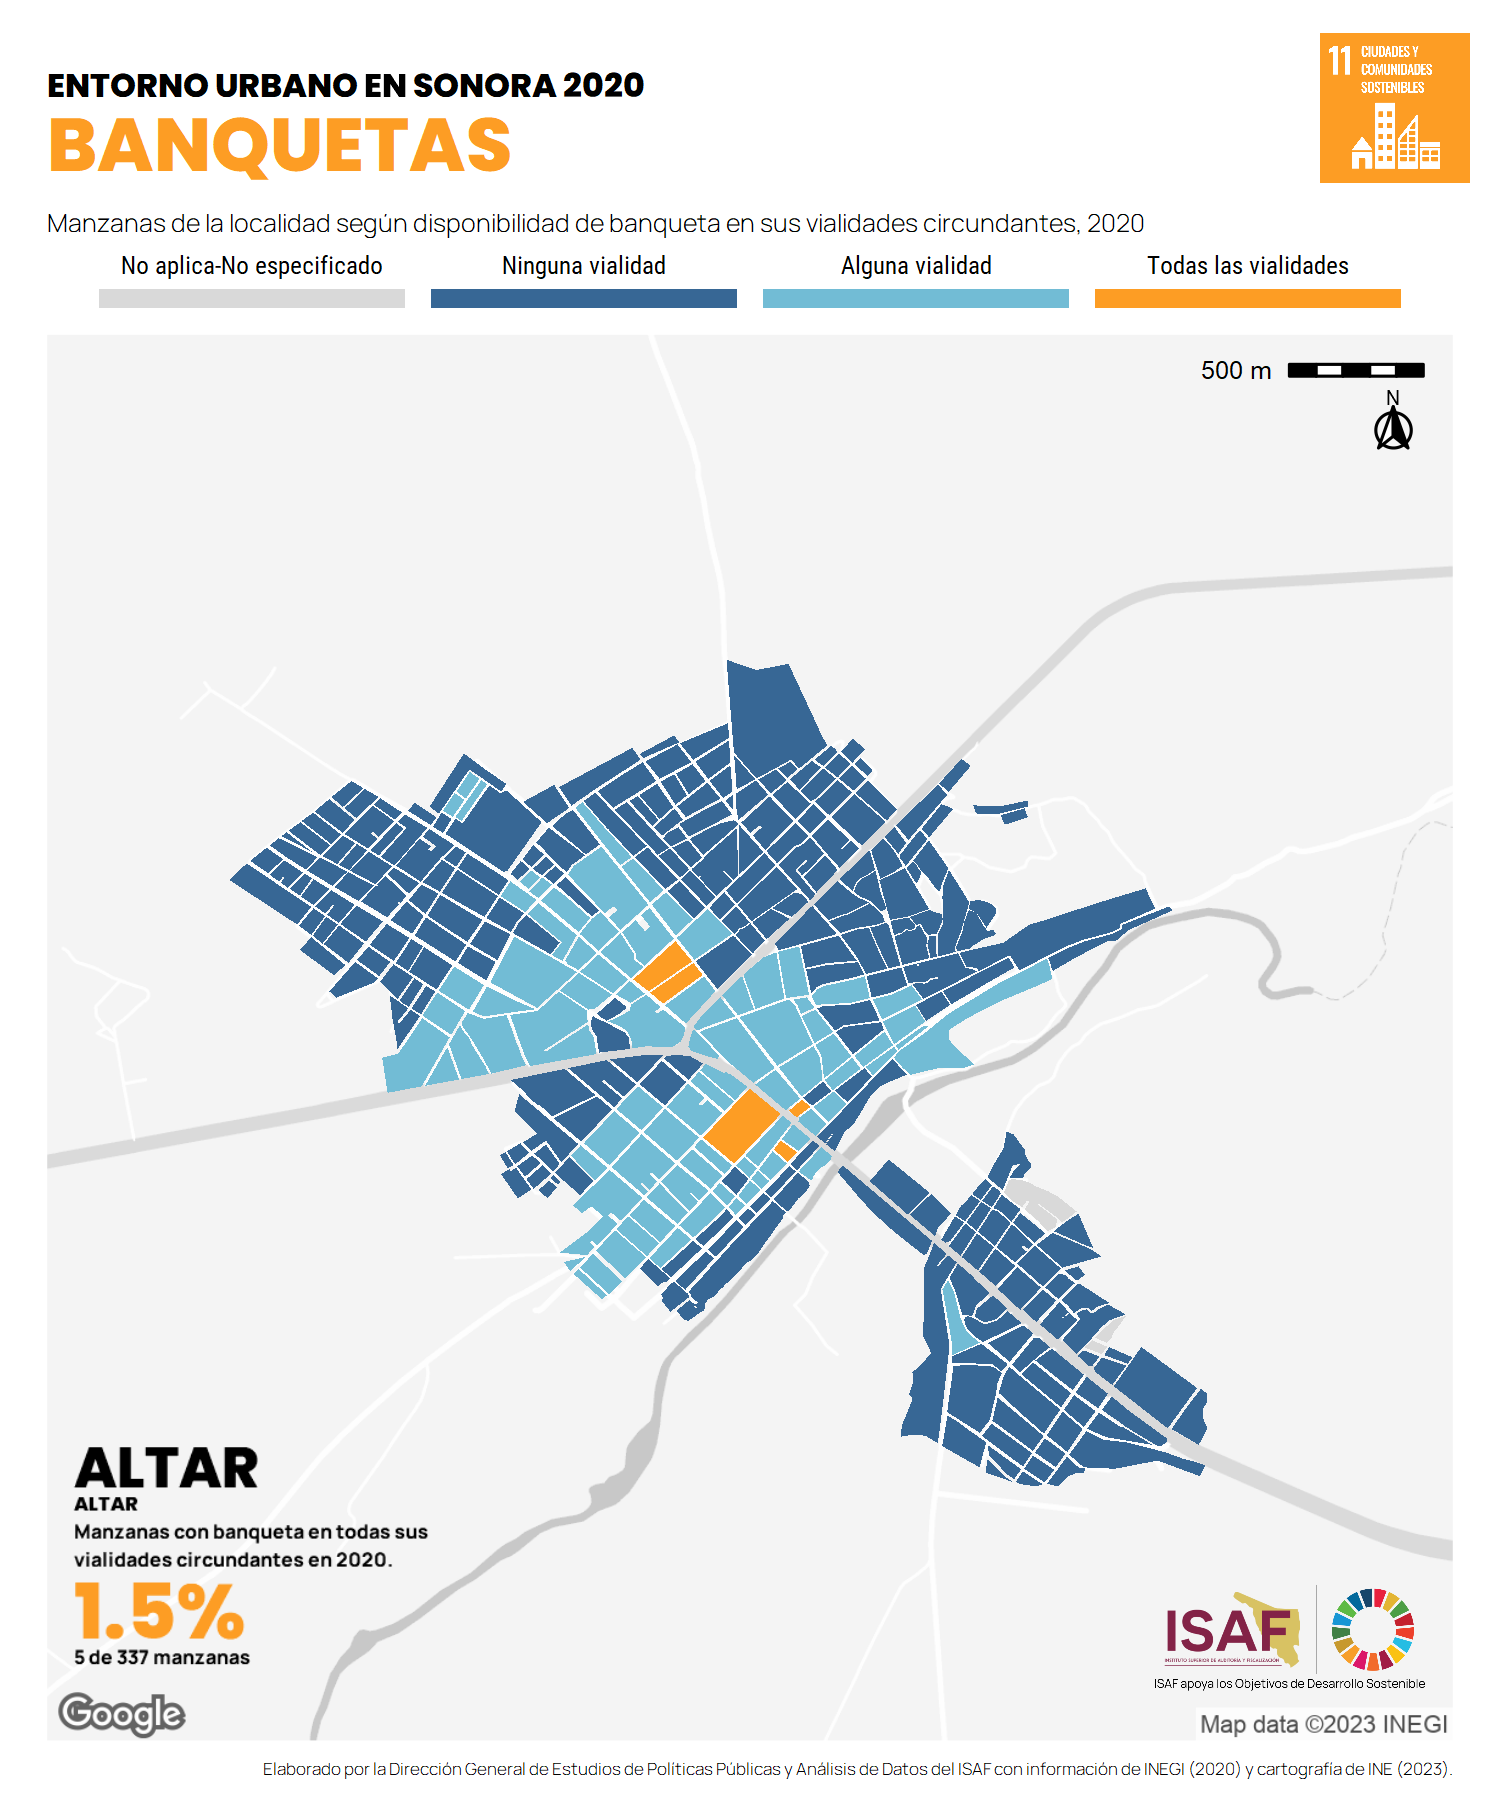 ENTORNO URBANO EN SONORA 2020
BANQUETAS
11 CIUDADES Y
COMUNIDADES
SOSTENIBLES
Manzanas de la localidad según disponibilidad de banqueta en sus vialidades circundantes, 2020
No aplica-No especificado
Ninguna vialidad
Alguna vialidad
Todas las vialidades
500 m
N
ALTAR
ALTAR
Manzanas con banqueta en todas sus
vialidades circundantes en 2020.
1.5%
5 de 337 manzanas
Google
ISAF
INSTITUTO SUPERIOR DE AUDITORÍA Y FISCALIZACIÓN
ISAF apoya los Objetivos de Desarrollo Sostenible
Map data ©2023 INEGI
Elaborado por la Dirección General de Estudios de Políticas Públicas y Análisis de Datos del ISAF con información de INEGI (2020) y cartografía de INE (2023).